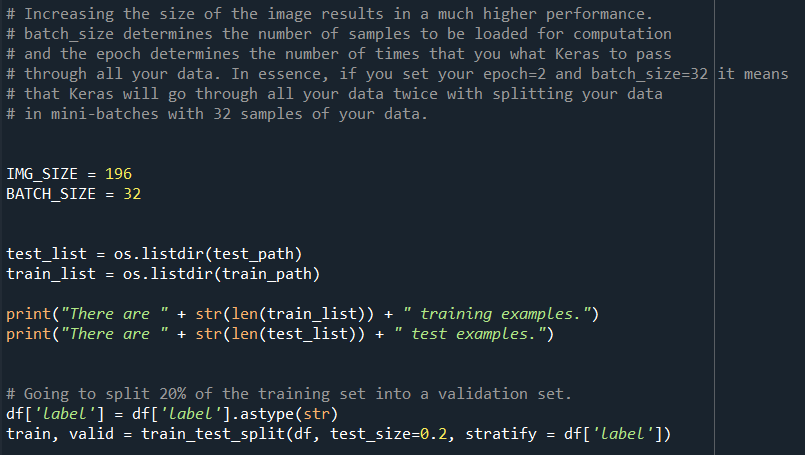 # Increasing the size of the image results in a much higher performance.
# batch_size determines the number of samples to be loaded for computation
# and the epoch determines the number of times that you what Keras to pass
# through all your data. In essence, if you set your epoch=2 and batch_size=32 it means
# that Keras will go through all your data twice with splitting your data
# in mini-batches with 32 samples of your data.
IMG_SIZE = 196
BATCH_SIZE = 32
test_list = os.listdir(test_path)
train_list = os.listdir(train_path)
print("There are " + str(len(train_list)) + " training examples.")
print("There are " + str(len(test_list)) + " test examples.")
# Going to split 20% of the training set into a validation set.
df['label'] = df['label'].astype(str)
train, valid = train_test_split(df, test_size=0.2, stratify = df['label'])